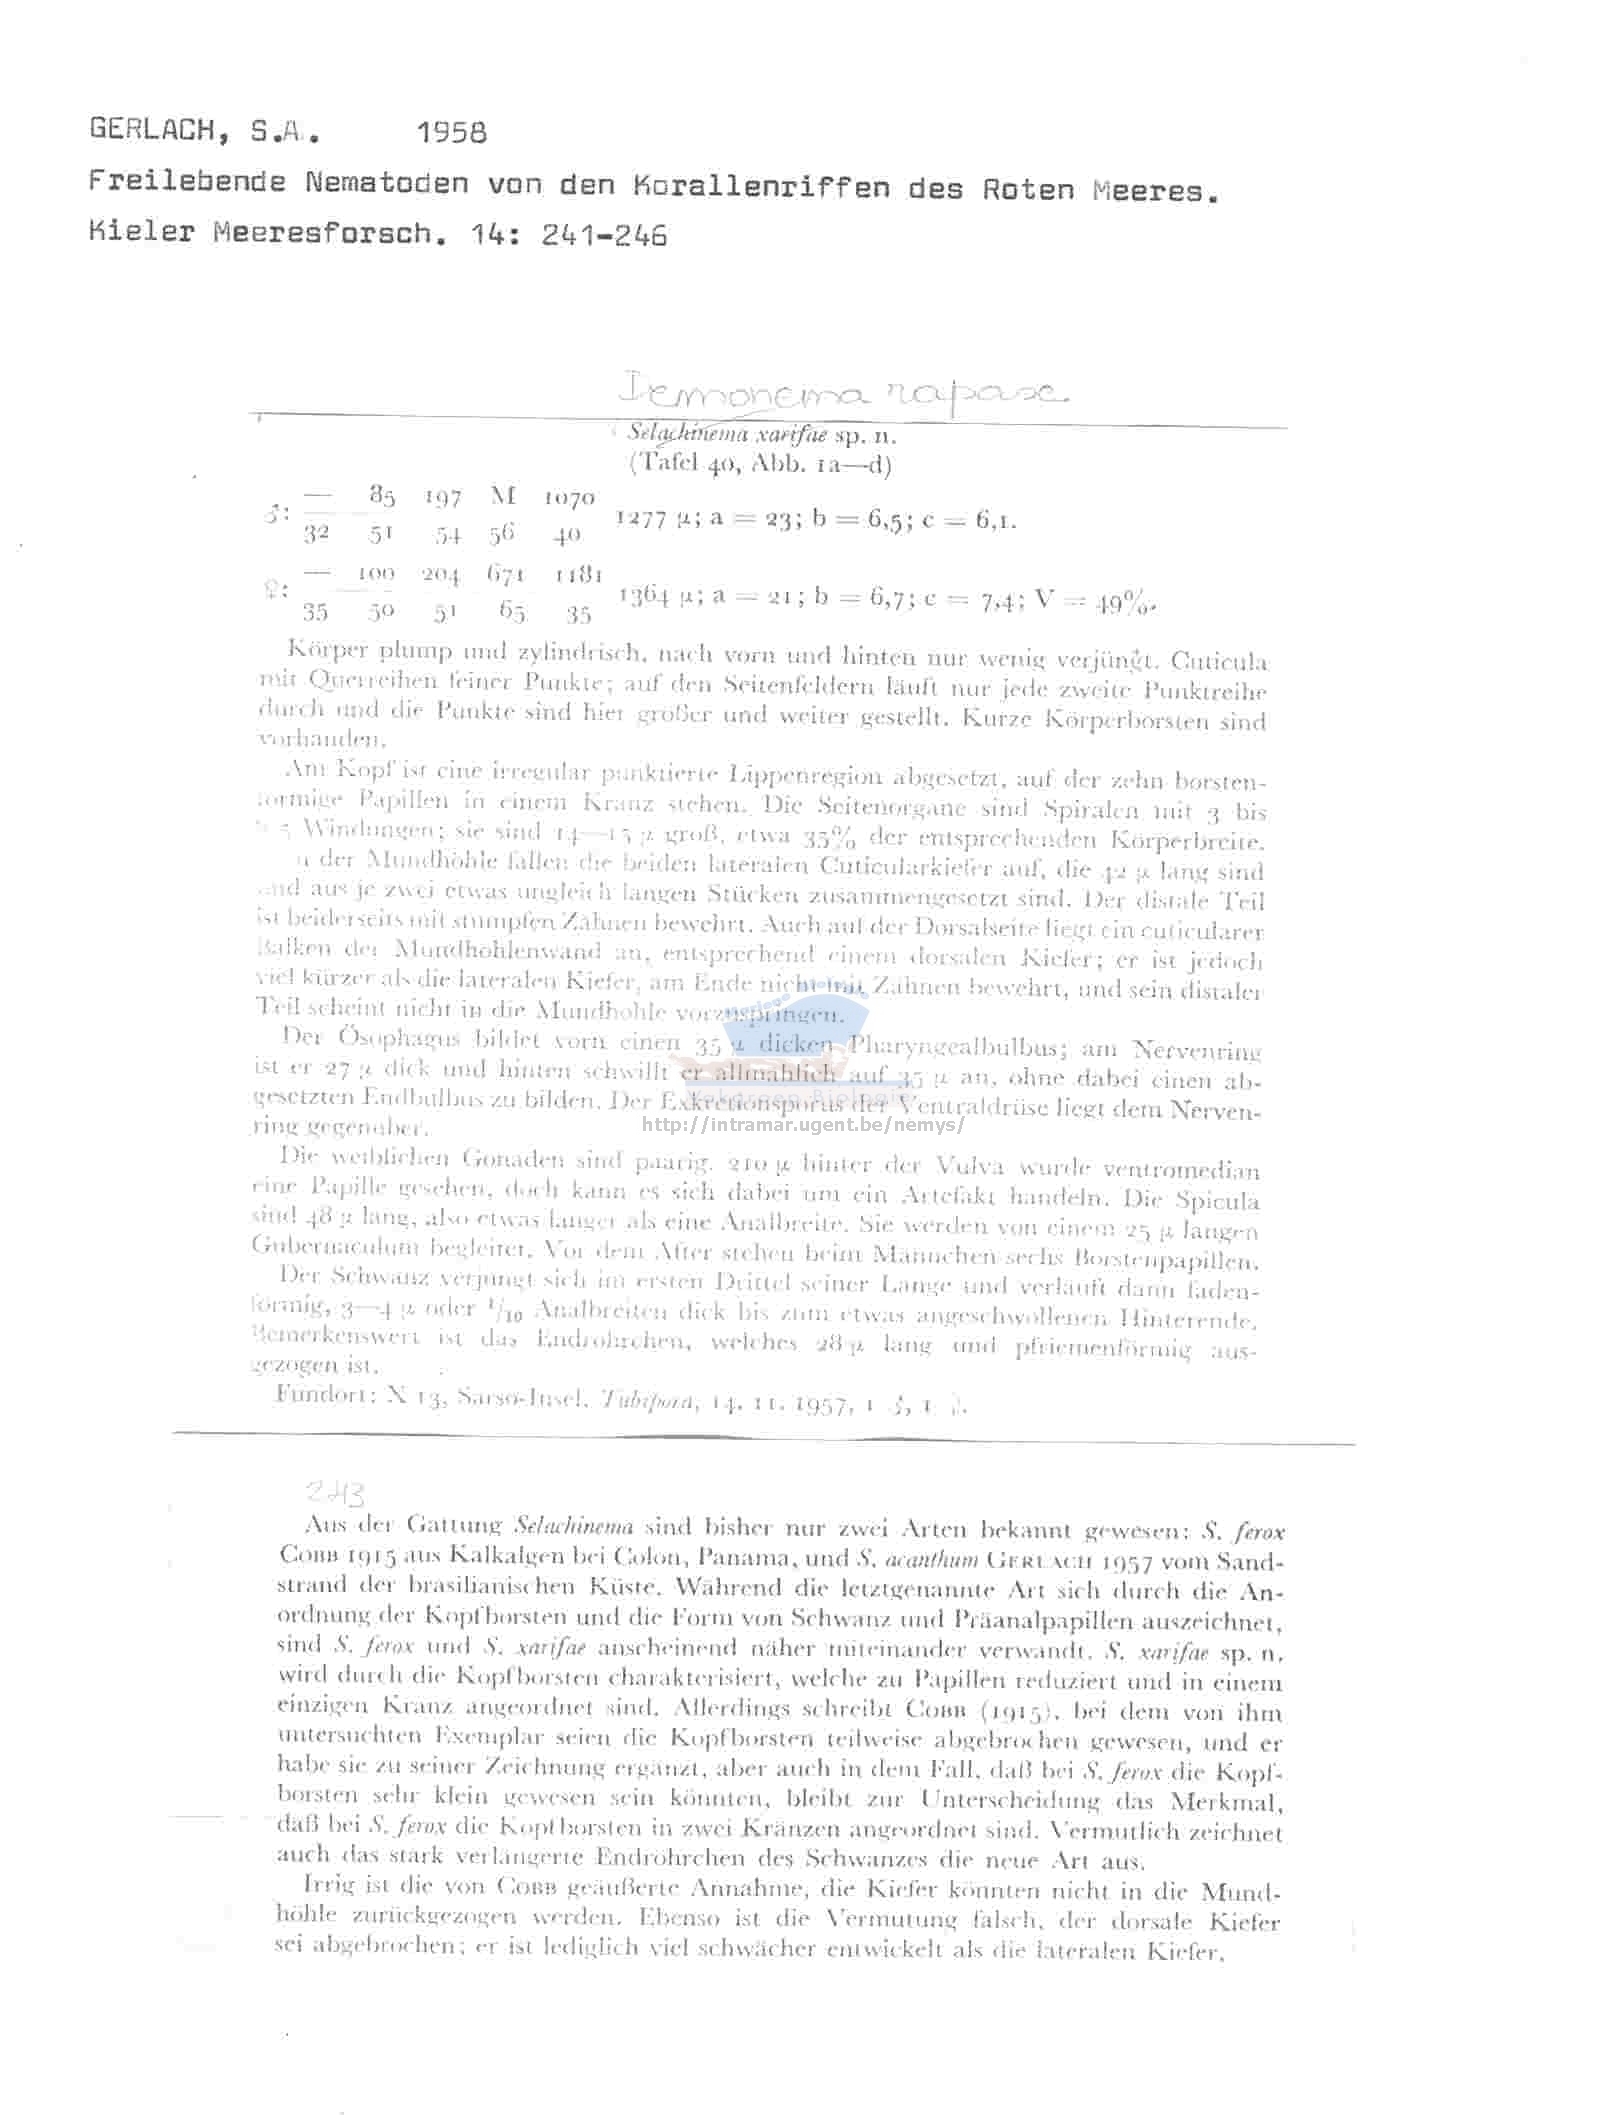 GERLACH, S.A. 1958
Freilebende Nematoden von den Korallenriffen des Roten Meeres.
Kieler Meeresforsch. 14: 241-246
Selachinema xarifae sp. n.
(Tafel 40, Abb. 1a—d)
♂: — 85 197 M 1070
32 51 54 56 40 1277 µ; a = 23; b = 6,5; c = 6,1.
♀: — 100 204 671 1181
35 50 51 65 35 1364 µ; a = 21; b = 6,7; c = 7,4; V = 49%.
Körper plump und zylindrisch, nach vorn und hinten nur wenig verjüngt. Cuticula
mit Querreihen feiner Punkte; auf den Seitenfeldern läuft nur jede zweite Punktreihe
durch und die Punkte sind hier größer und weiter gestellt. Kurze Körperborsten sind
vorhanden.
Am Kopf ist eine irregulär punktierte Lippenregion abgesetzt, auf der zehn borsten-
förmige Papillen in einem Kranz stehen. Die Seitenorgane sind Spiralen mit 3 bis
Windungen; sie sind 14—15 µ groß, etwa 35% der entsprechenden Körperbreite.
der Mundhöhle fallen die beiden lateralen Cuticularkiefer auf, die 42 µ lang sind
und aus je zwei etwas ungleich langen Stücken zusammengesetzt sind. Der distale Teil
ist beiderseits mit stumpfen Zähnen bewehrt. Auch auf der Dorsalseite liegt ein cuticularer
Balken der Mundhöhlenwand an, entsprechend einem dorsalen Kiefer; er ist jedoch
viel kürzer als die lateralen Kiefer, am Ende nicht mit Zähnen bewehrt, und sein distaler
Teil scheint nicht in die Mundhöhle vorzuspringen.
Der Ösophagus bildet vorn einen 35 µ dicken Pharyngealbulbus; am Nervenring
ist er 27 µ dick und hinten schwillt er allmählich auf 35 µ an, ohne dabei einen ab-
gesetzten Endbulbus zu bilden. Der Exkretionsporus der Ventraldrüse liegt dem Nerven-
ring gegenüber.
http://intramar.ugent.be/nemys/
Die weiblichen Gonaden sind paarig. 210 µ hinter der Vulva wurde ventromedian
eine Papille gesehen, doch kann es sich dabei um ein Artefakt handeln. Die Spicula
sind 48 µ lang, also etwas länger als eine Analbreite. Sie werden von einem 25 µ langen
Gubernaculum begleitet. Vor dem After stehen beim Männchen sechs Borstenpapillen.
Der Schwanz verjüngt sich im ersten Drittel seiner Länge und verläuft dann faden-
förmig, 3—4 µ oder 1/10 Analbreiten dick bis zum etwas angeschwollenen Hinterende.
Bemerkenswert ist das Endröhrchen, welches 28 µ lang und pfriemenförmig aus-
gezogen ist.
Fundort: X 13, Sarso-Insel, Tubipora, 14. 11. 1957, 1 ♂, 1 ♀.
243
Aus der Gattung Selachinema sind bisher nur zwei Arten bekannt gewesen: S. ferox
COBB 1915 aus Kalkalgen bei Colon, Panama, und S. acanthum GERLACH 1957 vom Sand-
strand der brasilianischen Küste. Während die letztgenannte Art sich durch die An-
ordnung der Kopfborsten und die Form von Schwanz und Präanalpapillen auszeichnet,
sind S. ferox und S. xarifae anscheinend näher miteinander verwandt. S. xarifae sp. n.
wird durch die Kopfborsten charakterisiert, welche zu Papillen reduziert und in einem
einzigen Kranz angeordnet sind. Allerdings schreibt COBB (1915), bei dem von ihm
untersuchten Exemplar seien die Kopfborsten teilweise abgebrochen gewesen, und er
habe sie zu seiner Zeichnung ergänzt, aber auch in dem Fall, daß bei S. ferox die Kopf-
borsten sehr klein gewesen sein könnten, bleibt zur Unterscheidung das Merkmal,
daß bei S. ferox die Kopfborsten in zwei Kränzen angeordnet sind. Vermutlich zeichnet
auch das stark verlängerte Endröhrchen des Schwanzes die neue Art aus.
Irrig ist die von COBB geäußerte Annahme, die Kiefer könnten nicht in die Mund-
höhle zurückgezogen werden. Ebenso ist die Vermutung falsch, der dorsale Kiefer
sei abgebrochen; er ist lediglich viel schwächer entwickelt als die lateralen Kiefer.